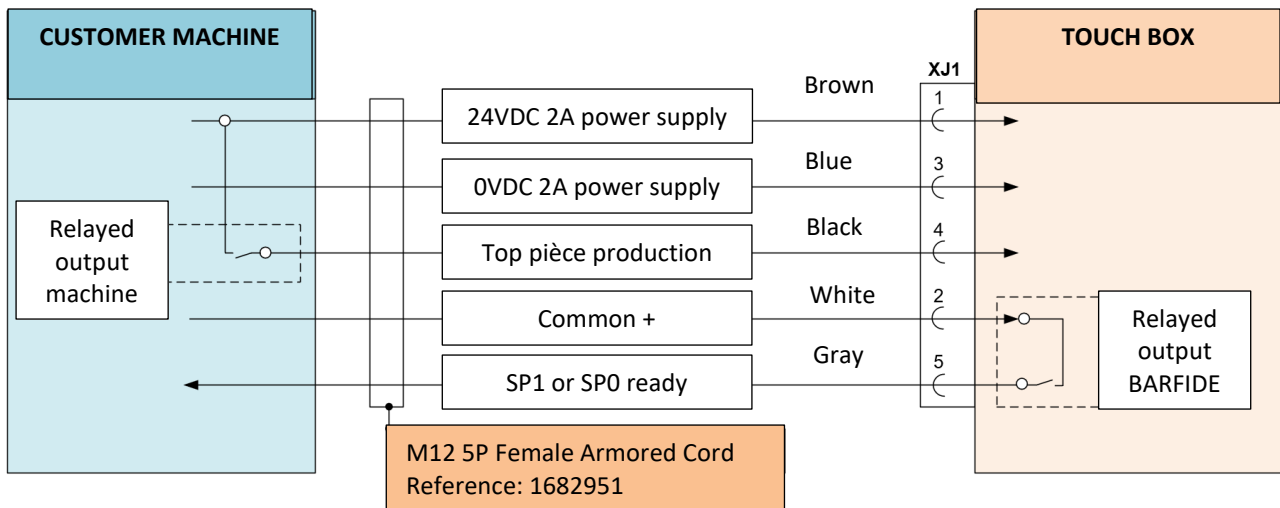 CUSTOMER MACHINE
TOUCH BOX
XJ1
24VDC 2A power supply
Brown
1
0VDC 2A power supply
Blue
3
Relayed
output
machine
Top pièce production
Black
4
Common +
White
2
SP1 or SP0 ready
Gray
5
Relayed
output
BARFIDE
M12 5P Female Armored Cord
Reference: 1682951